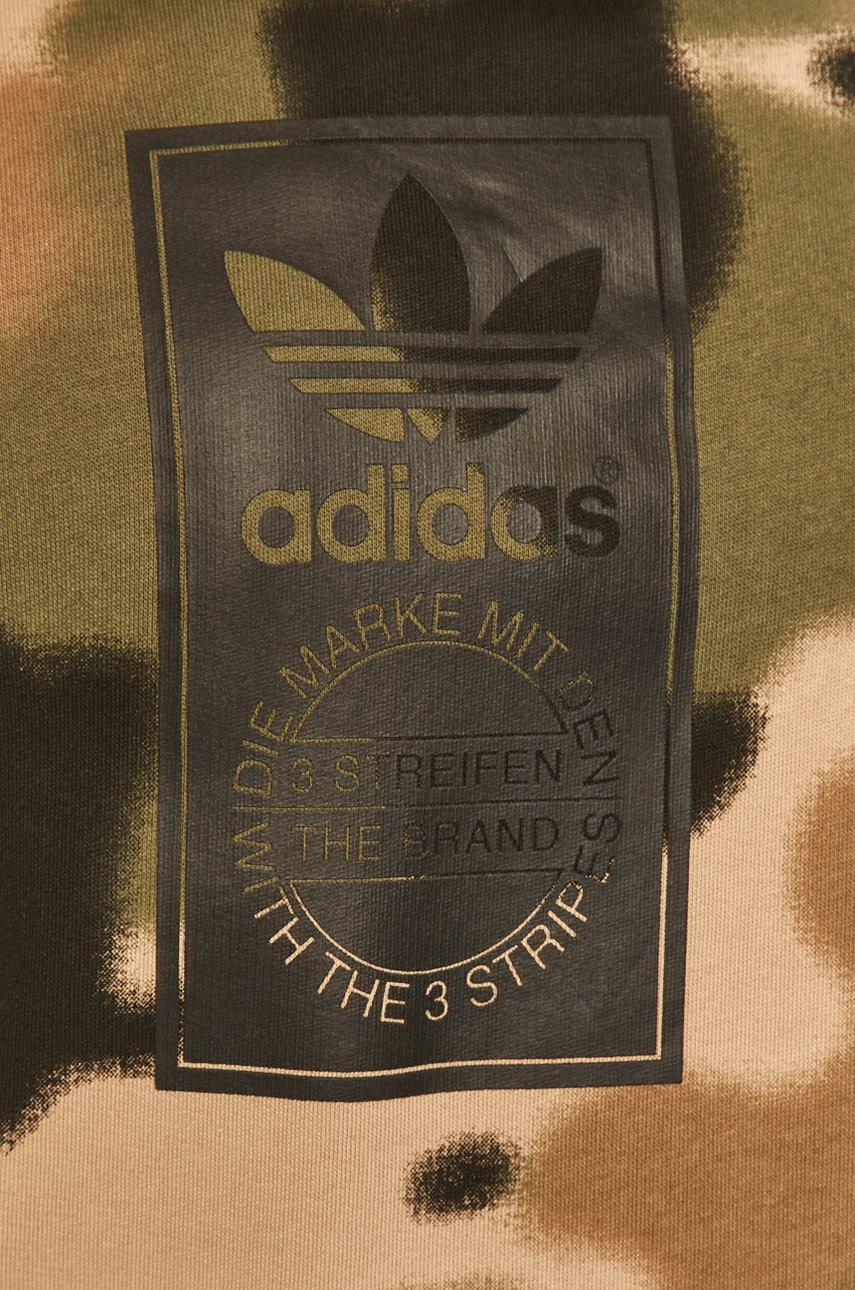 adidas®
DIE MARKE MIT DEN
3 STREIFEN
THE BRAND
WITH THE 3 STRIPES